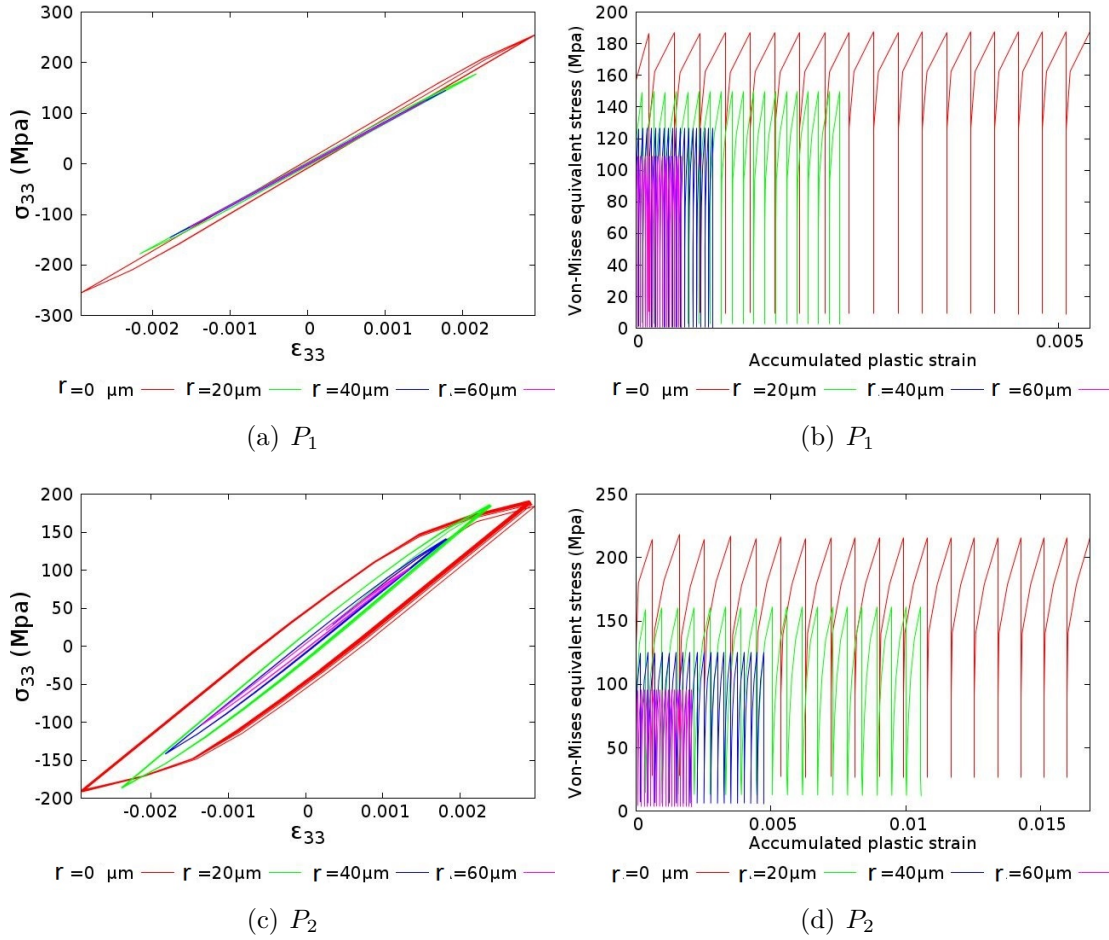 σ33 (Mpa)
300
200
100
0
-100
-200
-300
-0.002
-0.001
0
0.001
0.002
ε33
r =0 μm
r =20μm
r =40μm
r =60μm
(a) P1
Von-Mises equivalent stress (Mpa)
200
180
160
140
120
100
80
60
40
20
0
0
0.005
Accumulated plastic strain
r =0 μm
r =20μm
r =40μm
r =60μm
(b) P1
σ33 (Mpa)
200
150
100
50
0
-50
-100
-150
-200
-0.002
-0.001
0
0.001
0.002
ε33
r =0 μm
r =20μm
r =40μm
r =60μm
(c) P2
Von-Mises equivalent stress (Mpa)
250
200
150
100
50
0
0
0.005
0.01
0.015
Accumulated plastic strain
r =0 μm
r =20μm
r =40μm
r =60μm
(d) P2